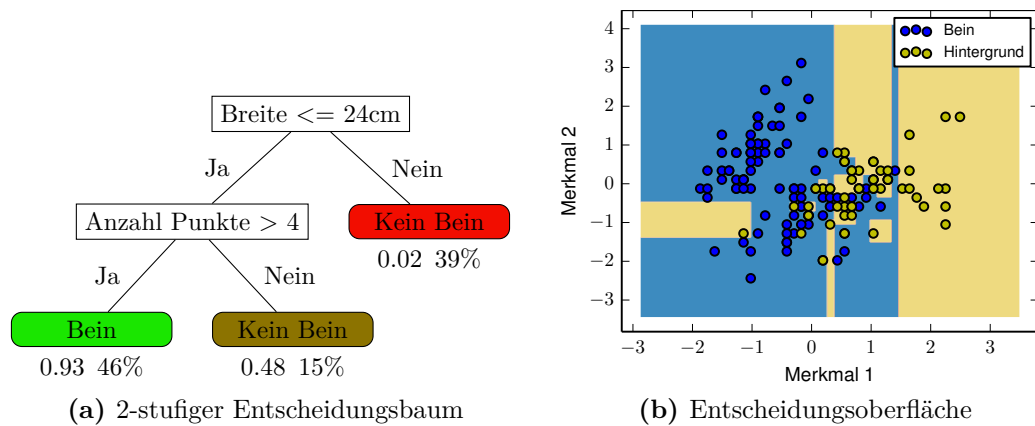 Breite <= 24cm
Ja
Nein
Anzahl Punkte > 4
Kein Bein
0.02 39%
Ja
Nein
Bein
Kein Bein
0.93 46%
0.48 15%
(a) 2-stufiger Entscheidungsbaum
Bein
Hintergrund
4
3
2
1
0
−1
−2
−3
Merkmal 2
−3
−2
−1
0
1
2
3
Merkmal 1
(b) Entscheidungsoberfläche